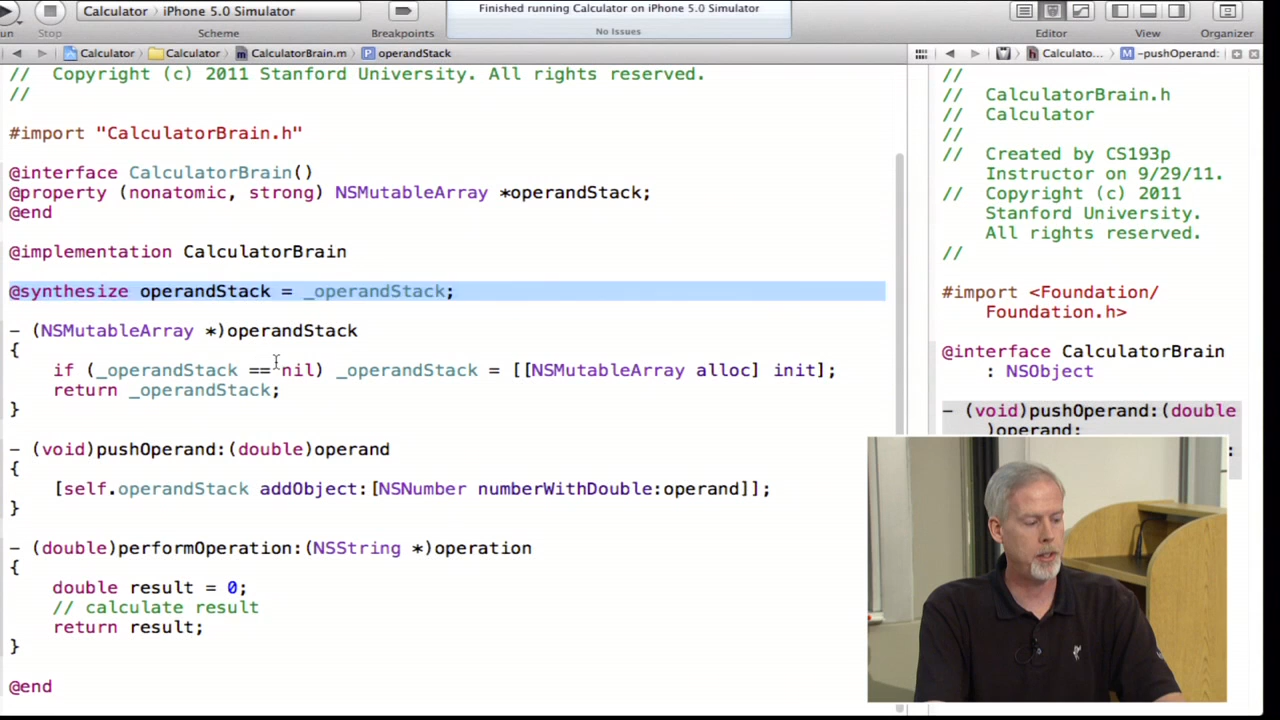 Calculator › iPhone 5.0 Simulator
Finished running Calculator on iPhone 5.0 Simulator
No Issues
un
Stop
Scheme
Breakpoints
Editor
View
Organizer
Calculator
Calculator
CalculatorBrain.m
operandStack
//  Copyright (c) 2011 Stanford University. All rights reserved.
//
#import "CalculatorBrain.h"
@interface CalculatorBrain()
@property (nonatomic, strong) NSMutableArray *operandStack;
@end
@implementation CalculatorBrain
@synthesize operandStack = _operandStack;
- (NSMutableArray *)operandStack
{
    if (_operandStack == nil) _operandStack = [[NSMutableArray alloc] init];
    return _operandStack;
}
- (void)pushOperand:(double)operand
{
    [self.operandStack addObject:[NSNumber numberWithDouble:operand]];
}
- (double)performOperation:(NSString *)operation
{
    double result = 0;
    // calculate result
    return result;
}
@end
Calculato...
-pushOperand:
//
//  CalculatorBrain.h
//  Calculator
//
//  Created by CS193p
Instructor on 9/29/11.
//  Copyright (c) 2011
Stanford University.
All rights reserved.
//
#import <Foundation/
Foundation.h>
@interface CalculatorBrain
: NSObject
- (void)pushOperand:(double
)operand;